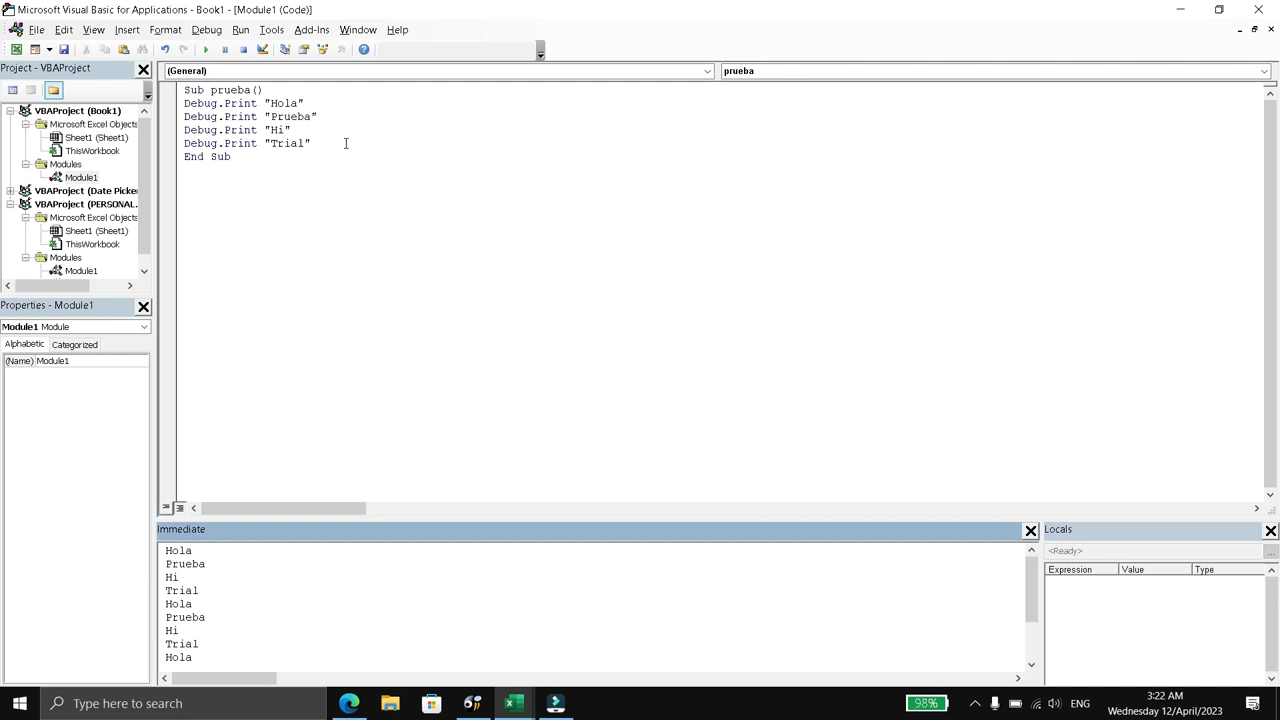 Microsoft Visual Basic for Applications - Book1 - [Module1 (Code)]
File Edit View Insert Format Debug Run Tools Add-Ins Window Help
Project - VBAProject
(General)
prueba
VBAProject (Book1)
Microsoft Excel Objects
Sheet1 (Sheet1)
ThisWorkbook
Modules
Module1
VBAProject (Date Picke
VBAProject (PERSONAL.
Microsoft Excel Objects
Sheet1 (Sheet1)
ThisWorkbook
Modules
Module1
Sub prueba()
Debug.Print "Hola"
Debug.Print "Prueba"
Debug.Print "Hi"
Debug.Print "Trial"
End Sub
Properties - Module1
Module1 Module
Alphabetic Categorized
(Name) Module1
Immediate
Hola
Prueba
Hi
Trial
Hola
Prueba
Hi
Trial
Hola
Locals
<Ready>
Expression Value Type
Type here to search
98%
ENG
3:22 AM
Wednesday 12/April/2023